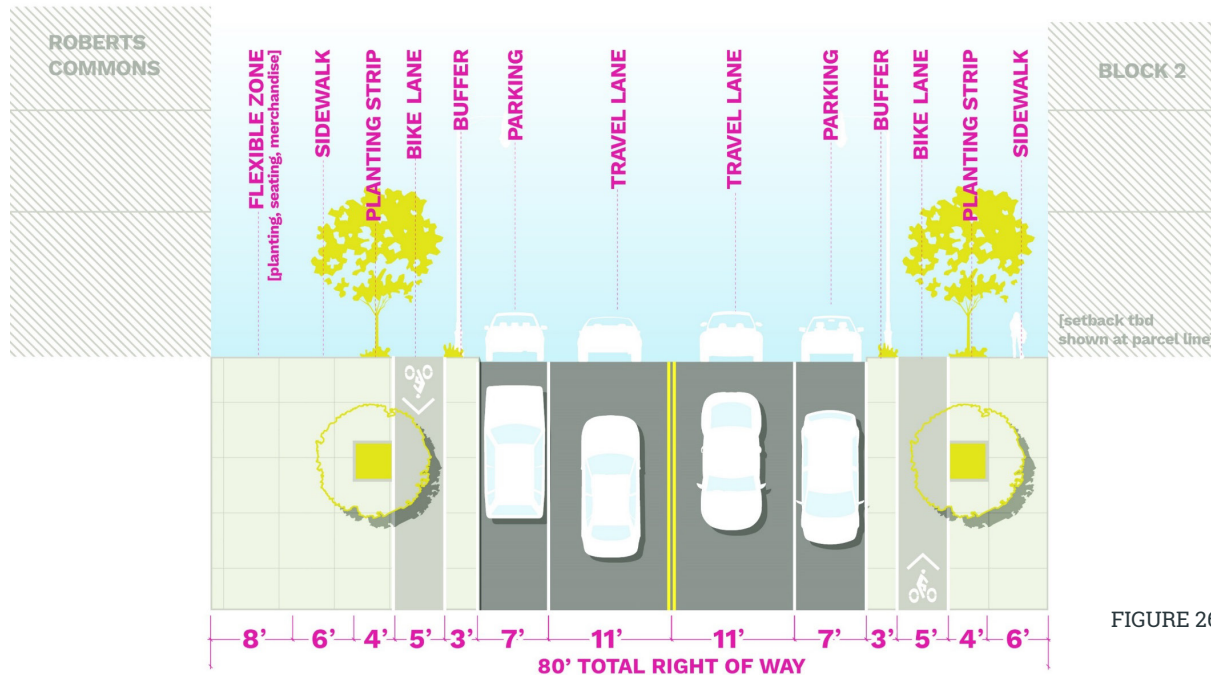 ROBERTS
COMMONS
FLEXIBLE ZONE
[planting, seating, merchandise]
SIDEWALK
PLANTING STRIP
BIKE LANE
BUFFER
PARKING
TRAVEL LANE
TRAVEL LANE
PARKING
BUFFER
BIKE LANE
PLANTING STRIP
SIDEWALK
BLOCK 2
[setback tbd
shown at parcel line]
8' 6' 4' 5' 3' 7' 11' 11' 7' 3' 5' 4' 6'
80' TOTAL RIGHT OF WAY
FIGURE 26